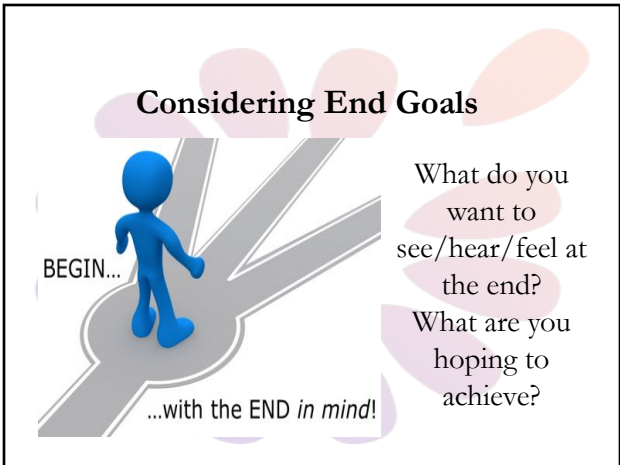 Considering End Goals
BEGIN...
...with the END in mind!
What do you
want to
see/hear/feel at
the end?
What are you
hoping to
achieve?